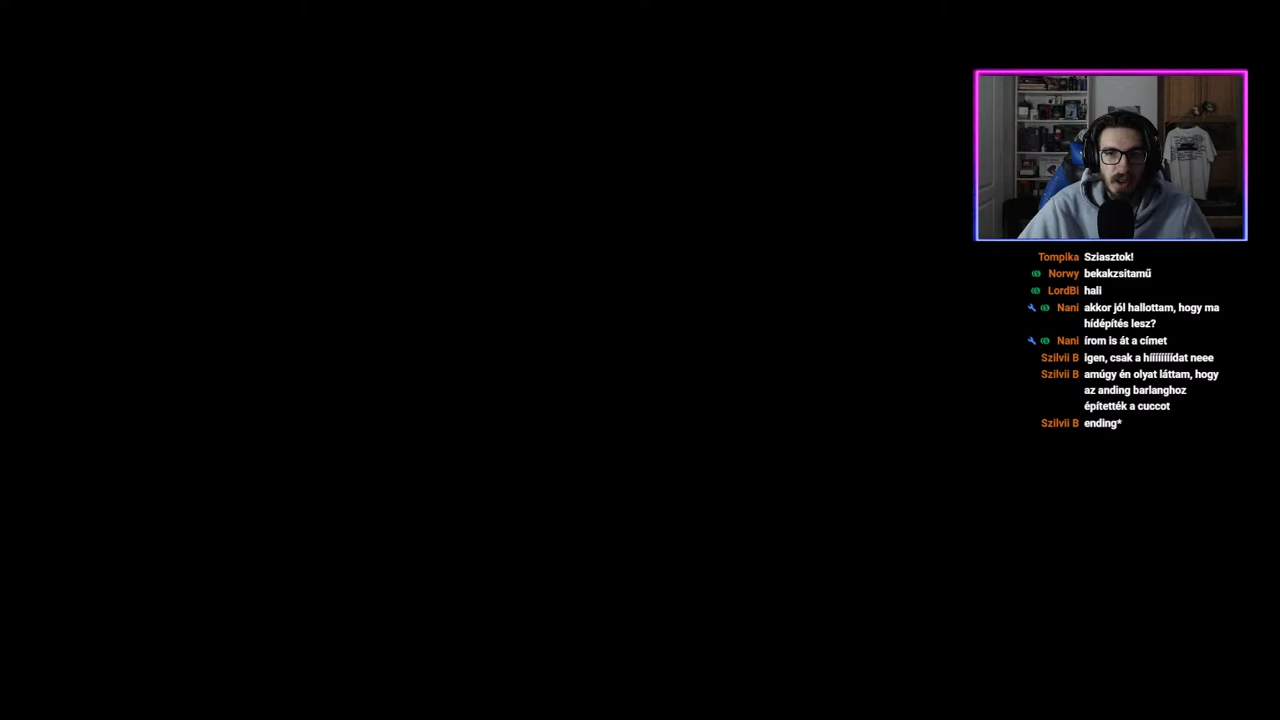 Tompika Sziasztok!
Norwy bekakzsitamű
LordBi hali
Nani akkor jól hallottam, hogy ma
hídépítés lesz?
Nani írom is át a címet
Szilvii B igen, csak a hííííííííídat neee
Szilvii B amúgy én olyat láttam, hogy
az anding barlanghoz
építették a cuccot
Szilvii B ending*